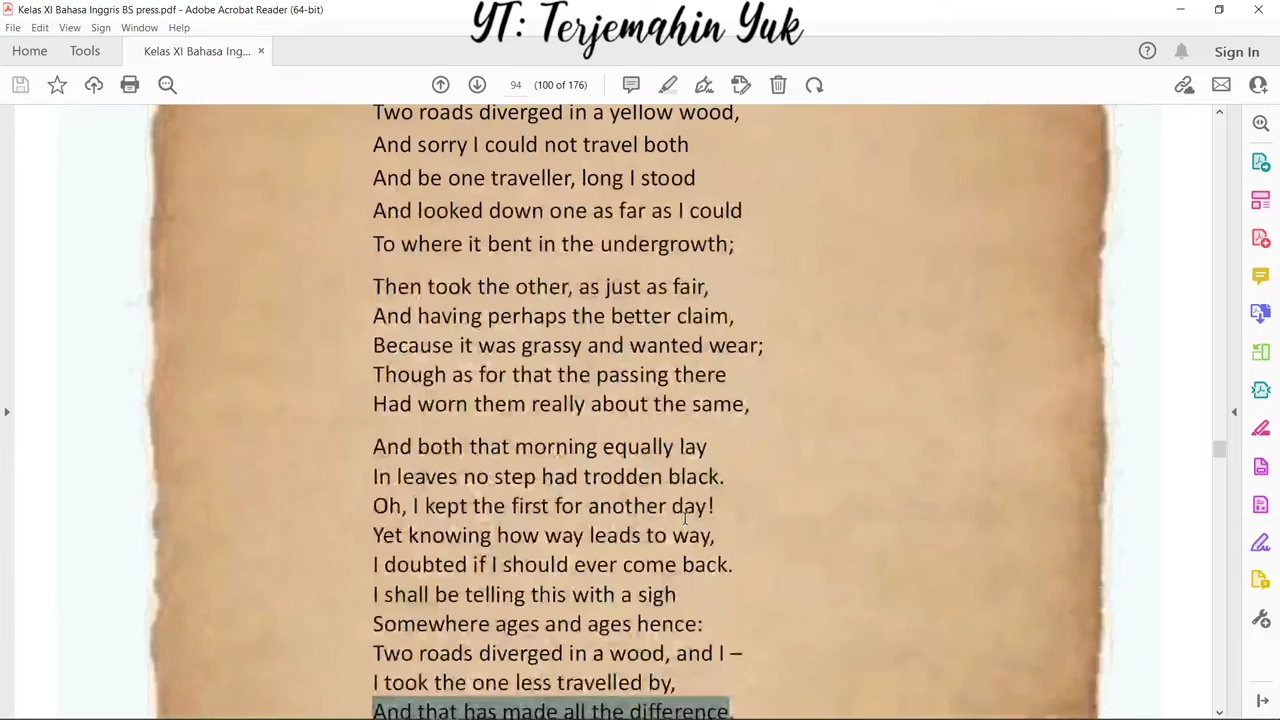 Kelas XI Bahasa Inggris BS press.pdf - Adobe Acrobat Reader (64-bit)
YT: Terjemahin Yuk
File Edit View Sign Window Help
Home Tools Kelas XI Bahasa Ing... × Sign In
94 (100 of 176)
Two roads diverged in a yellow wood,
And sorry I could not travel both
And be one traveller, long I stood
And looked down one as far as I could
To where it bent in the undergrowth;
Then took the other, as just as fair,
And having perhaps the better claim,
Because it was grassy and wanted wear;
Though as for that the passing there
Had worn them really about the same,
And both that morning equally lay
In leaves no step had trodden black.
Oh, I kept the first for another day!
Yet knowing how way leads to way,
I doubted if I should ever come back.
I shall be telling this with a sigh
Somewhere ages and ages hence:
Two roads diverged in a wood, and I –
I took the one less travelled by,
And that has made all the difference.